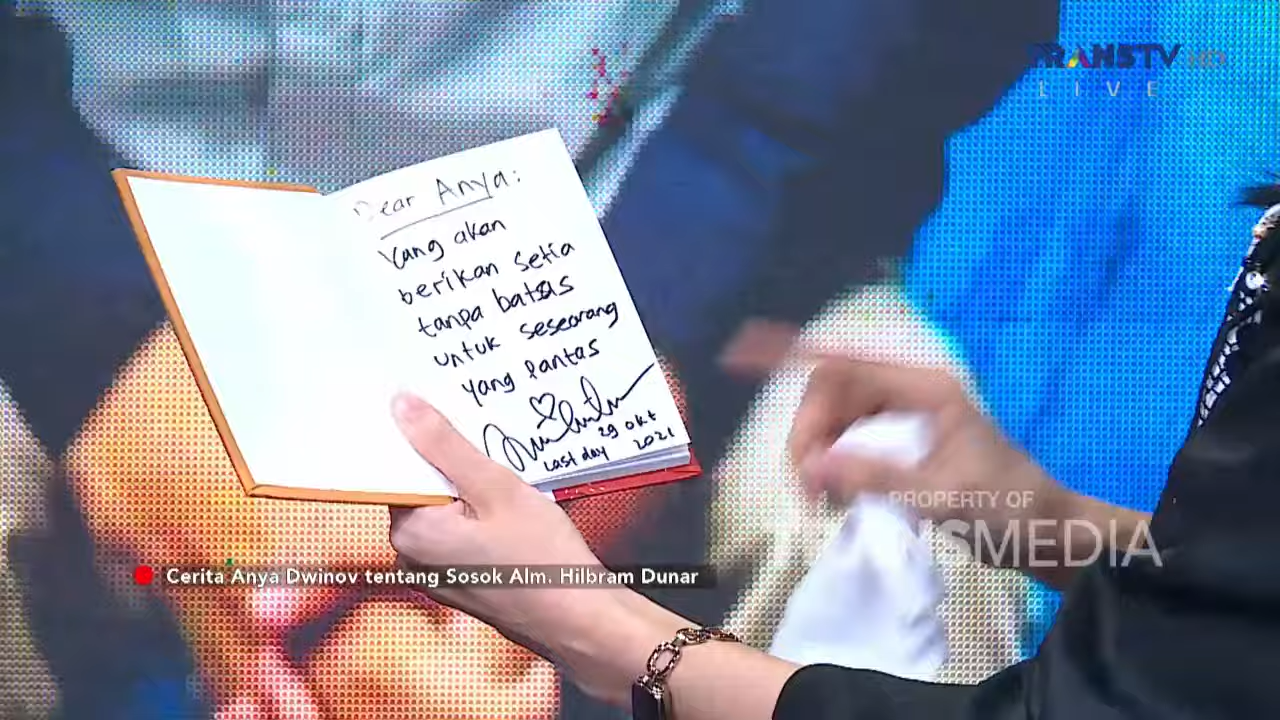 TRANSTV HD
LIVE
Dear Anya:
Yang akan
berikan setia
tanpa batas
untuk seseorang
yang pantas
29 okt
last day 2021
PROPERTY OF
TRANSMEDIA
Cerita Anya Dwinov tentang Sosok Alm. Hilbram Dunar